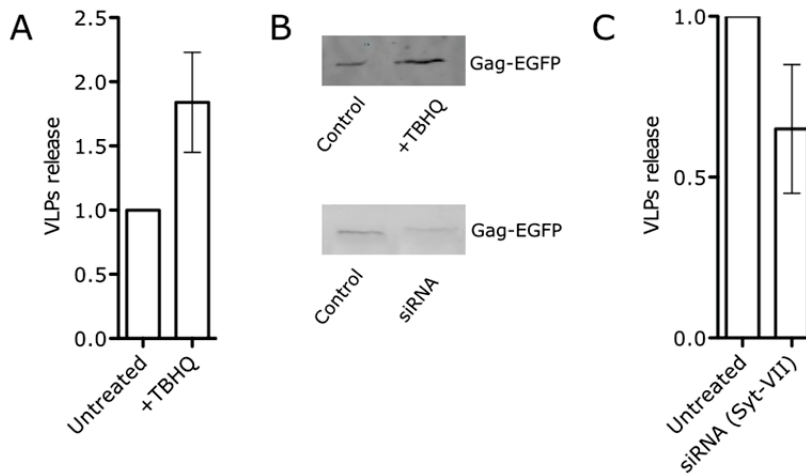 A
VLPs release
2.5
2.0
1.5
1.0
0.5
0.0
Untreated
+TBHQ
B
Gag-EGFP
Control
+TBHQ
Gag-EGFP
Control
siRNA
C
VLPs release
1.0
0.5
0.0
Untreated
siRNA (Syt-VII)